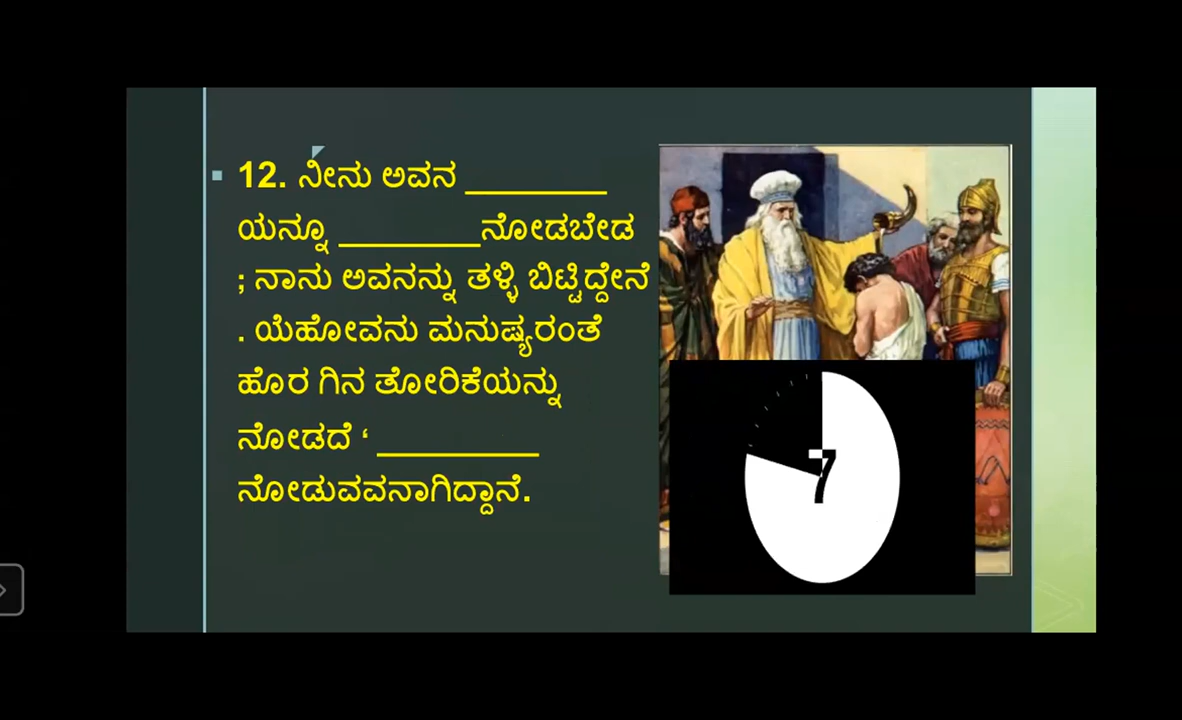 12. ನೀನು ಅವನ ________
ಯನ್ನೂ ________ನೋಡಬೇಡ
; ನಾನು ಅವನನ್ನು ತಳ್ಳಿ ಬಿಟ್ಟಿದ್ದೇನೆ
. ಯೆಹೋವನು ಮನುಷ್ಯರಂತೆ
ಹೊರ ಗಿನ ತೋರಿಕೆಯನ್ನು
ನೋಡದೆ ‘ _________
ನೋಡುವವನಾಗಿದ್ದಾನೆ.
7